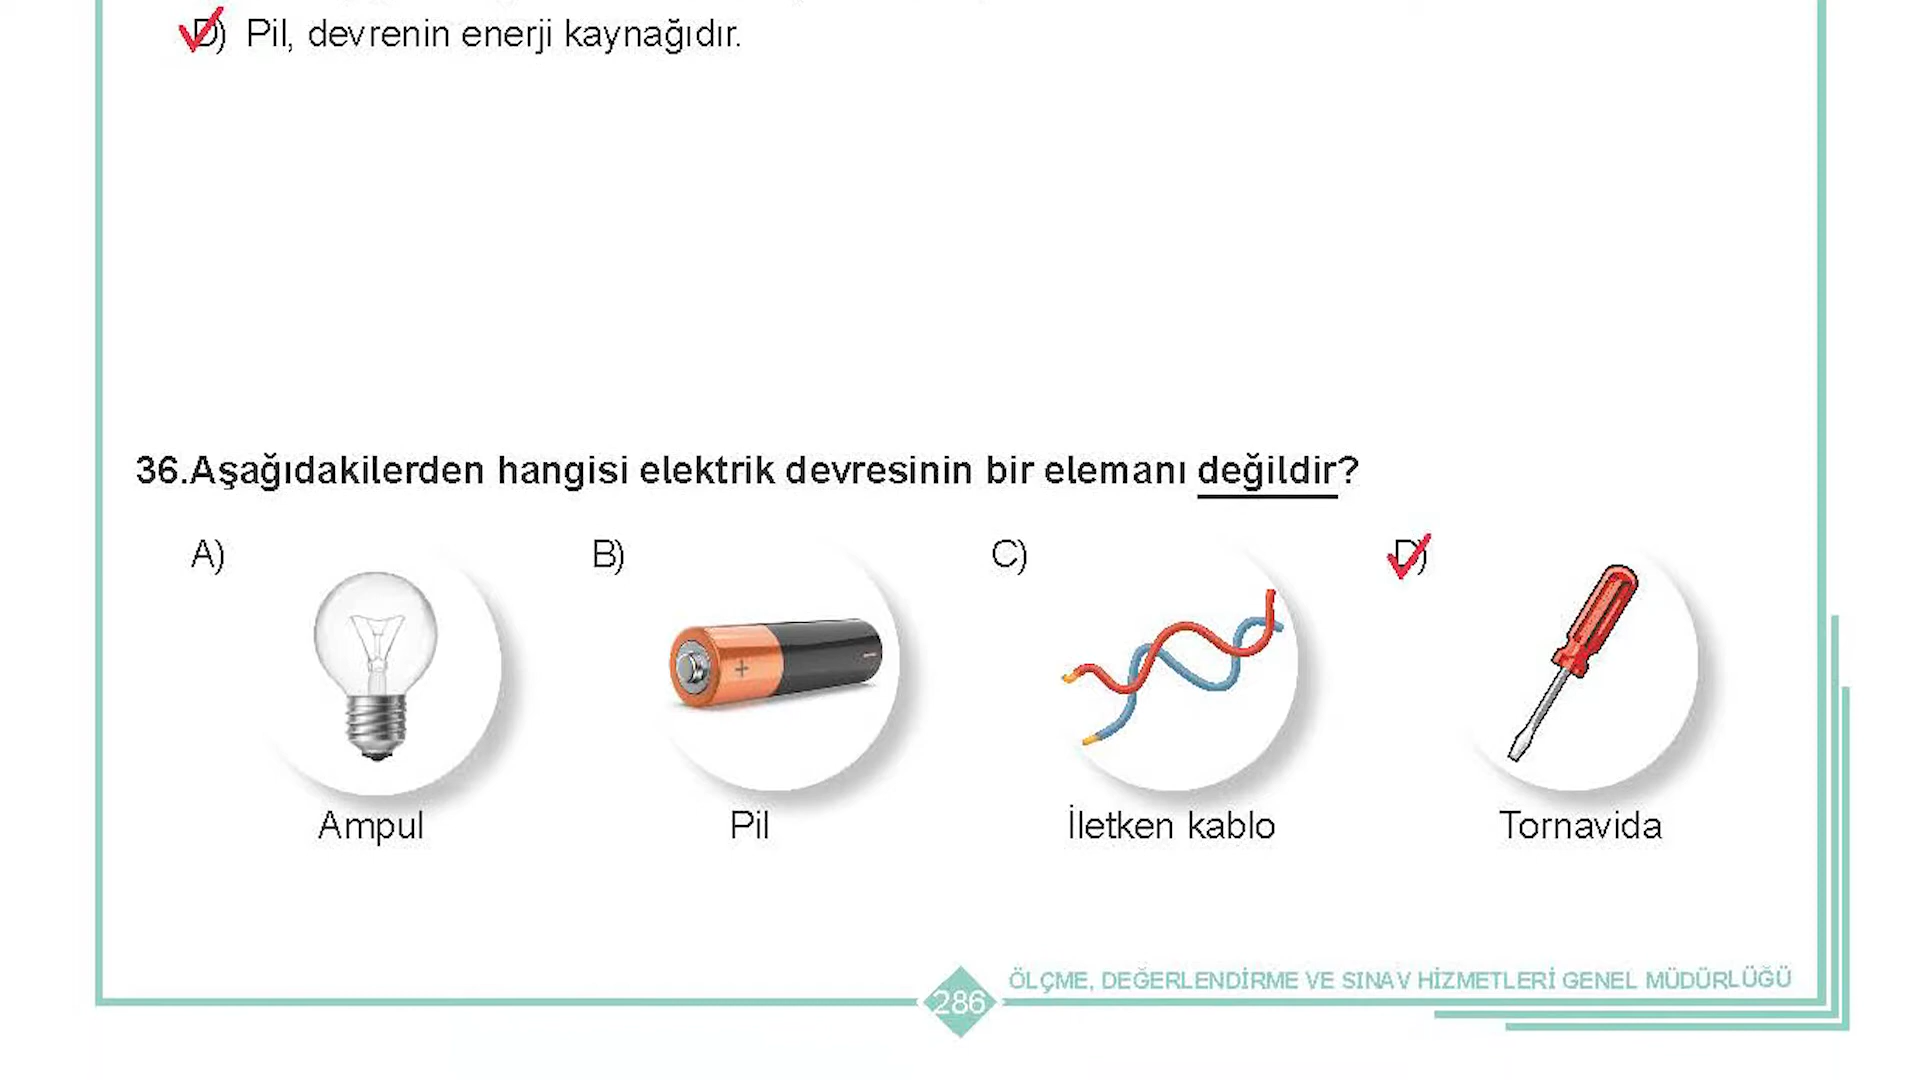 D) Pil, devrenin enerji kaynağıdır.
36.Aşağıdakilerden hangisi elektrik devresinin bir elemanı değildir?
A)
B)
C)
D)
+
Ampul
Pil
İletken kablo
Tornavida
ÖLÇME, DEĞERLENDİRME VE SINAV HİZMETLERİ GENEL MÜDÜRLÜĞÜ
286